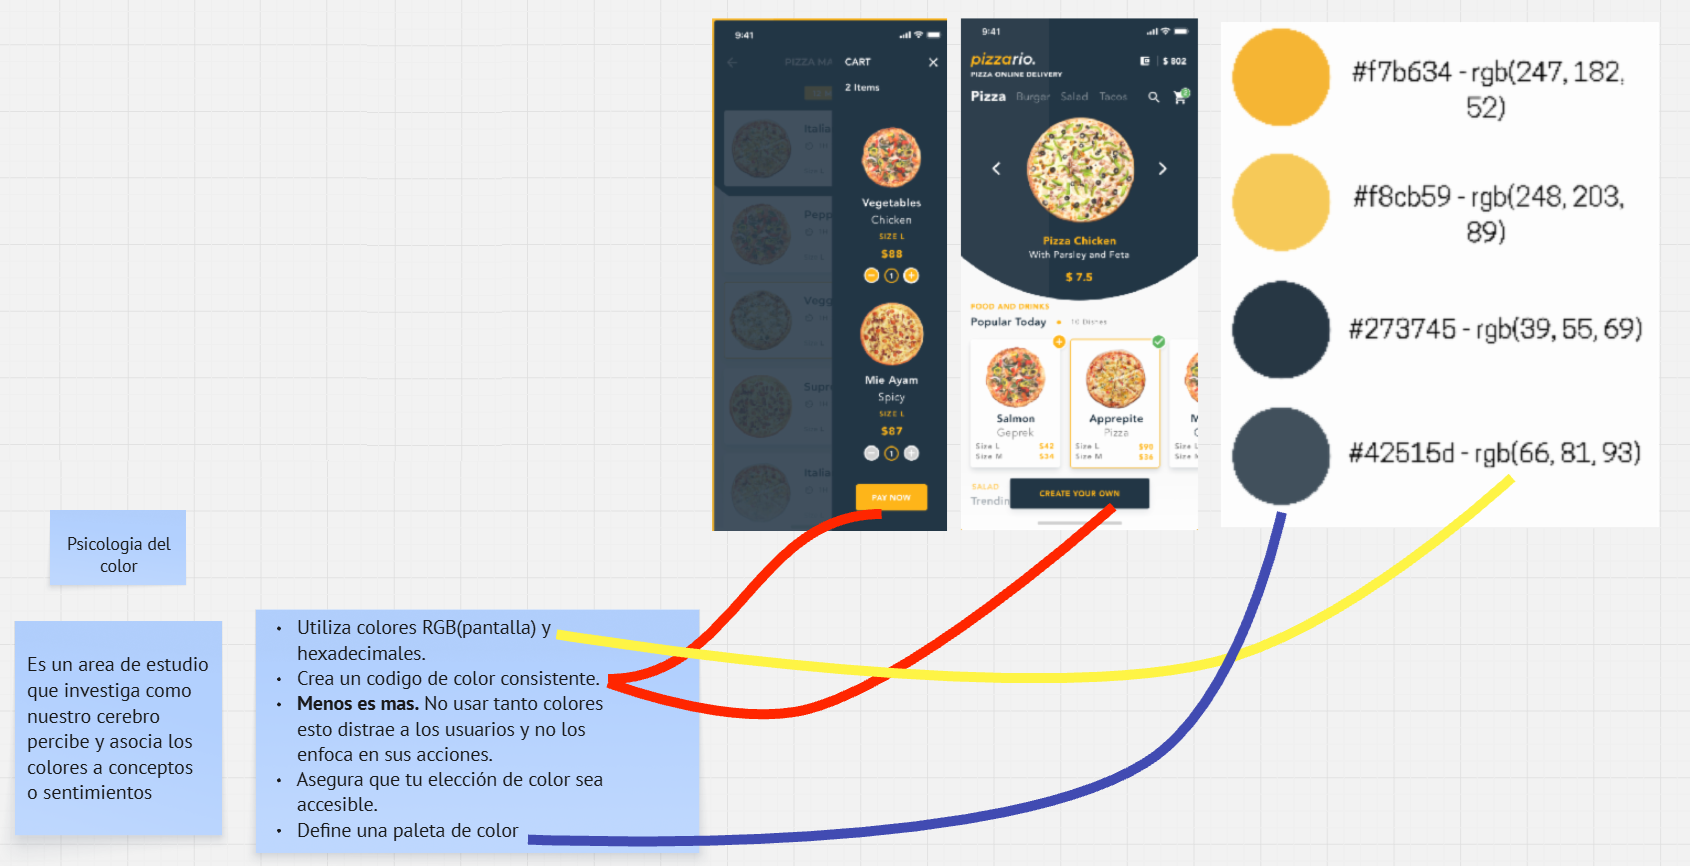 9:41
PIZZA MA
CART
2 Items
Italia
Vegetables
Chicken
SIZE L
$88
1
Pepp
Vegg
Mie Ayam
Spicy
SIZE L
$87
1
Supr
Italia
PAY NOW
9:41
pizzario.
PIZZA ONLINE DELIVERY
$ 802
Pizza Burger Salad Tacos
Pizza Chicken
With Parsley and Feta
$ 7.5
FOOD AND DRINKS
Popular Today
10 Dishes
Salmon
Geprek
Size L $42
Size M $34
Apprepite
Pizza
Size L $98
Size M $36
M
Size L
Size M
SALAD
Trendin
CREATE YOUR OWN
#f7b634 - rgb(247, 182,
52)
#f8cb59 - rgb(248, 203,
89)
#273745 - rgb(39, 55, 69)
#42515d - rgb(66, 81, 93)
Psicologia del
color
Es un area de estudio
que investiga como
nuestro cerebro
percibe y asocia los
colores a conceptos
o sentimientos
• Utiliza colores RGB(pantalla) y
hexadecimales.
• Crea un codigo de color consistente.
• Menos es mas. No usar tanto colores
esto distrae a los usuarios y no los
enfoca en sus acciones.
• Asegura que tu elección de color sea
accesible.
• Define una paleta de color